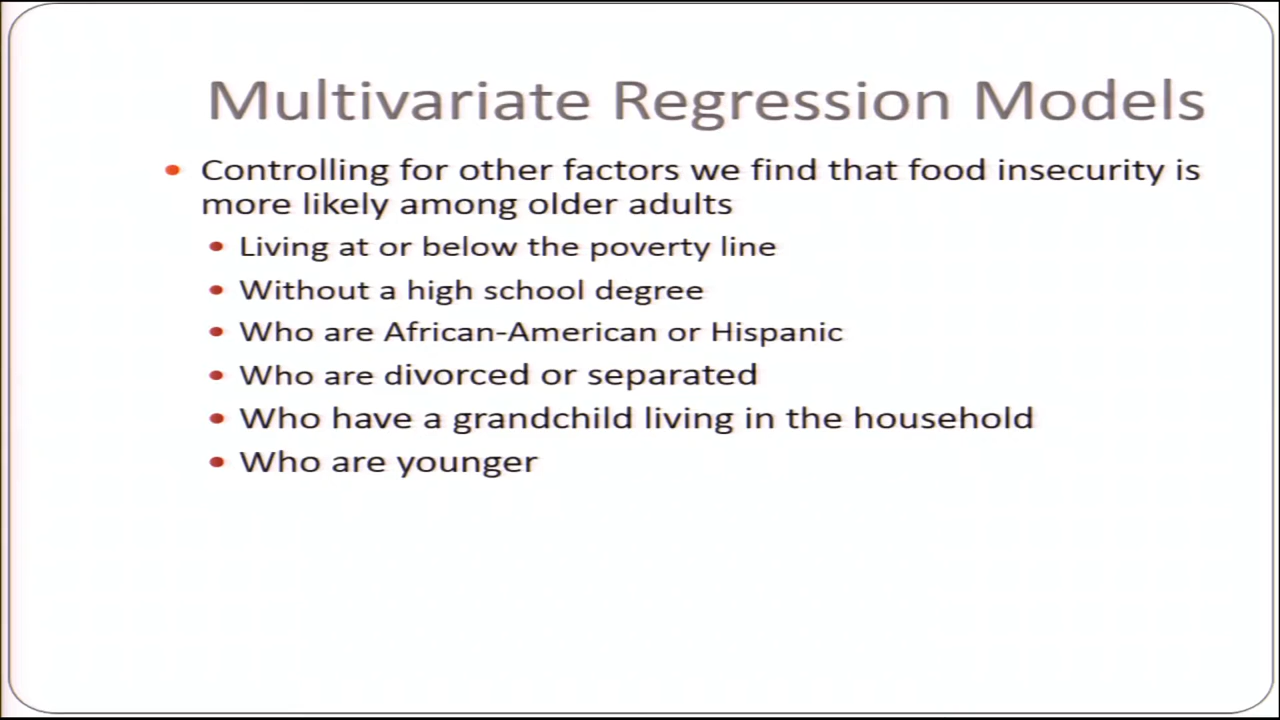 Multivariate Regression Models
Controlling for other factors we find that food insecurity is
more likely among older adults
Living at or below the poverty line
Without a high school degree
Who are African-American or Hispanic
Who are divorced or separated
Who have a grandchild living in the household
Who are younger